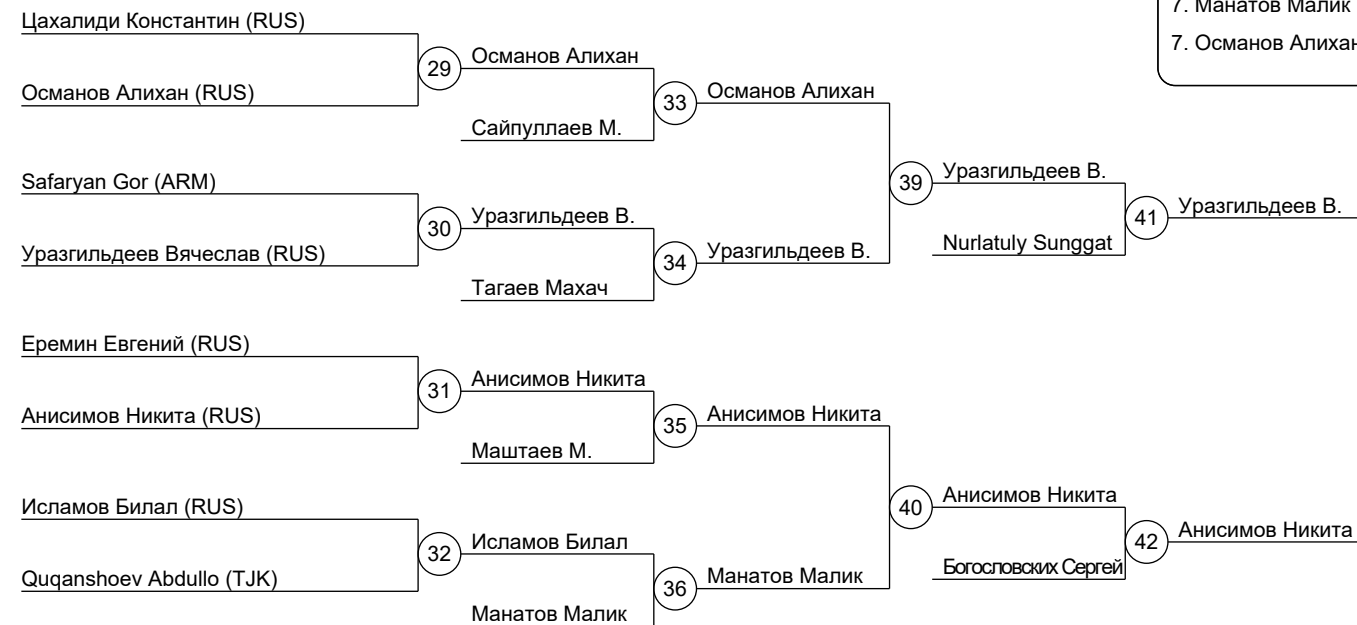 7. Манатов Малик
7. Османов Алихан
Цахалиди Константин (RUS)
29
Османов Алихан
Османов Алихан (RUS)
33
Османов Алихан
Сайпуллаев М.
Safaryan Gor (ARM)
39
Уразгильдеев В.
30
Уразгильдеев В.
41
Уразгильдеев В.
Уразгильдеев Вячеслав (RUS)
34
Уразгильдеев В.
Nurlatuly Sunggat
Тагаев Махач
Еремин Евгений (RUS)
31
Анисимов Никита
Анисимов Никита (RUS)
35
Анисимов Никита
Маштаев М.
Исламов Билал (RUS)
40
Анисимов Никита
32
Исламов Билал
42
Анисимов Никита
Quqanshoev Abdullo (TJK)
36
Манатов Малик
Богословских Сергей
Манатов Малик